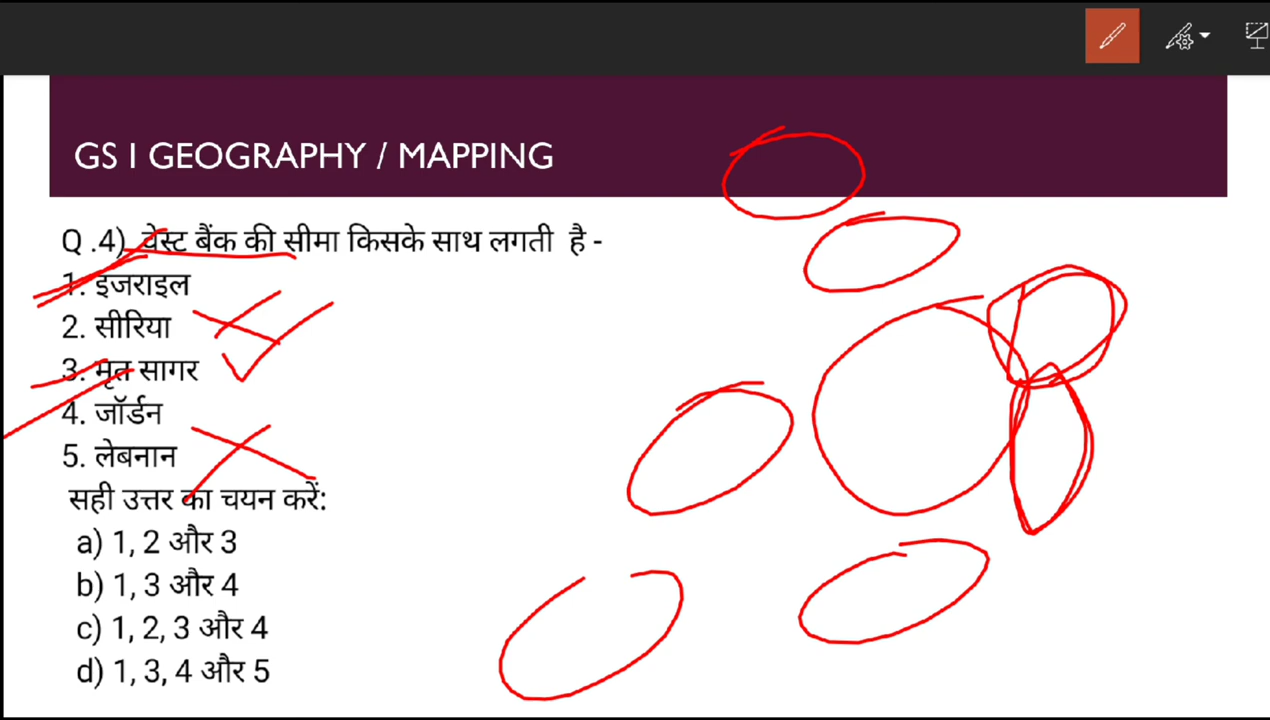 GS I GEOGRAPHY / MAPPING
Q .4) वेस्ट बैंक की सीमा किसके साथ लगती है -
1. इजराइल
2. सीरिया
3. मृत सागर
4. जॉर्डन
5. लेबनान
सही उत्तर का चयन करें:
a) 1, 2 और 3
b) 1, 3 और 4
c) 1, 2, 3 और 4
d) 1, 3, 4 और 5